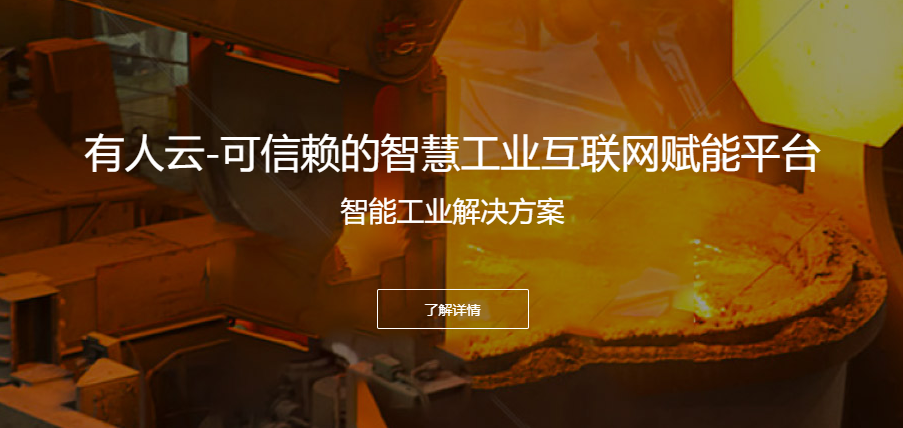 有人云-可信赖的智慧工业互联网赋能平台
智能工业解决方案
了解详情